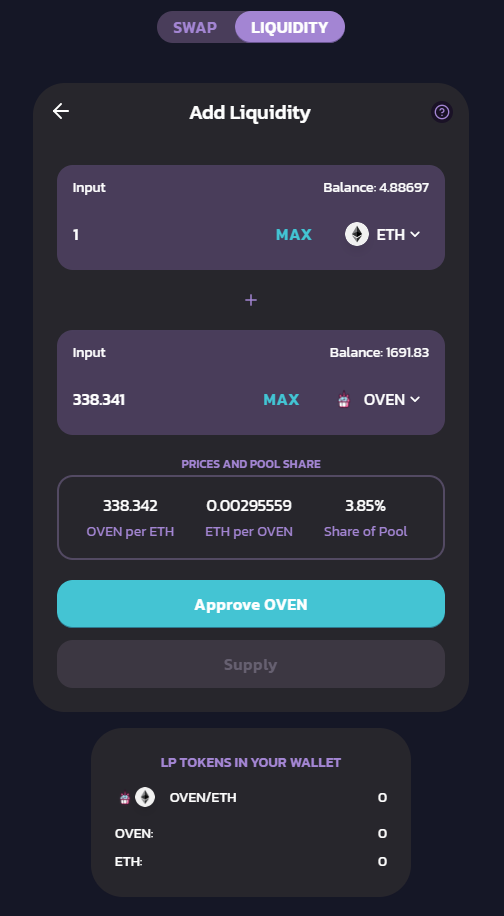 SWAP LIQUIDITY
Add Liquidity
Input Balance: 4.88697
1 MAX ETH
+
Input Balance: 1691.83
338.341 MAX OVEN
PRICES AND POOL SHARE
338.342 0.00295559 3.85%
OVEN per ETH ETH per OVEN Share of Pool
Approve OVEN
Supply
LP TOKENS IN YOUR WALLET
OVEN/ETH 0
OVEN: 0
ETH: 0